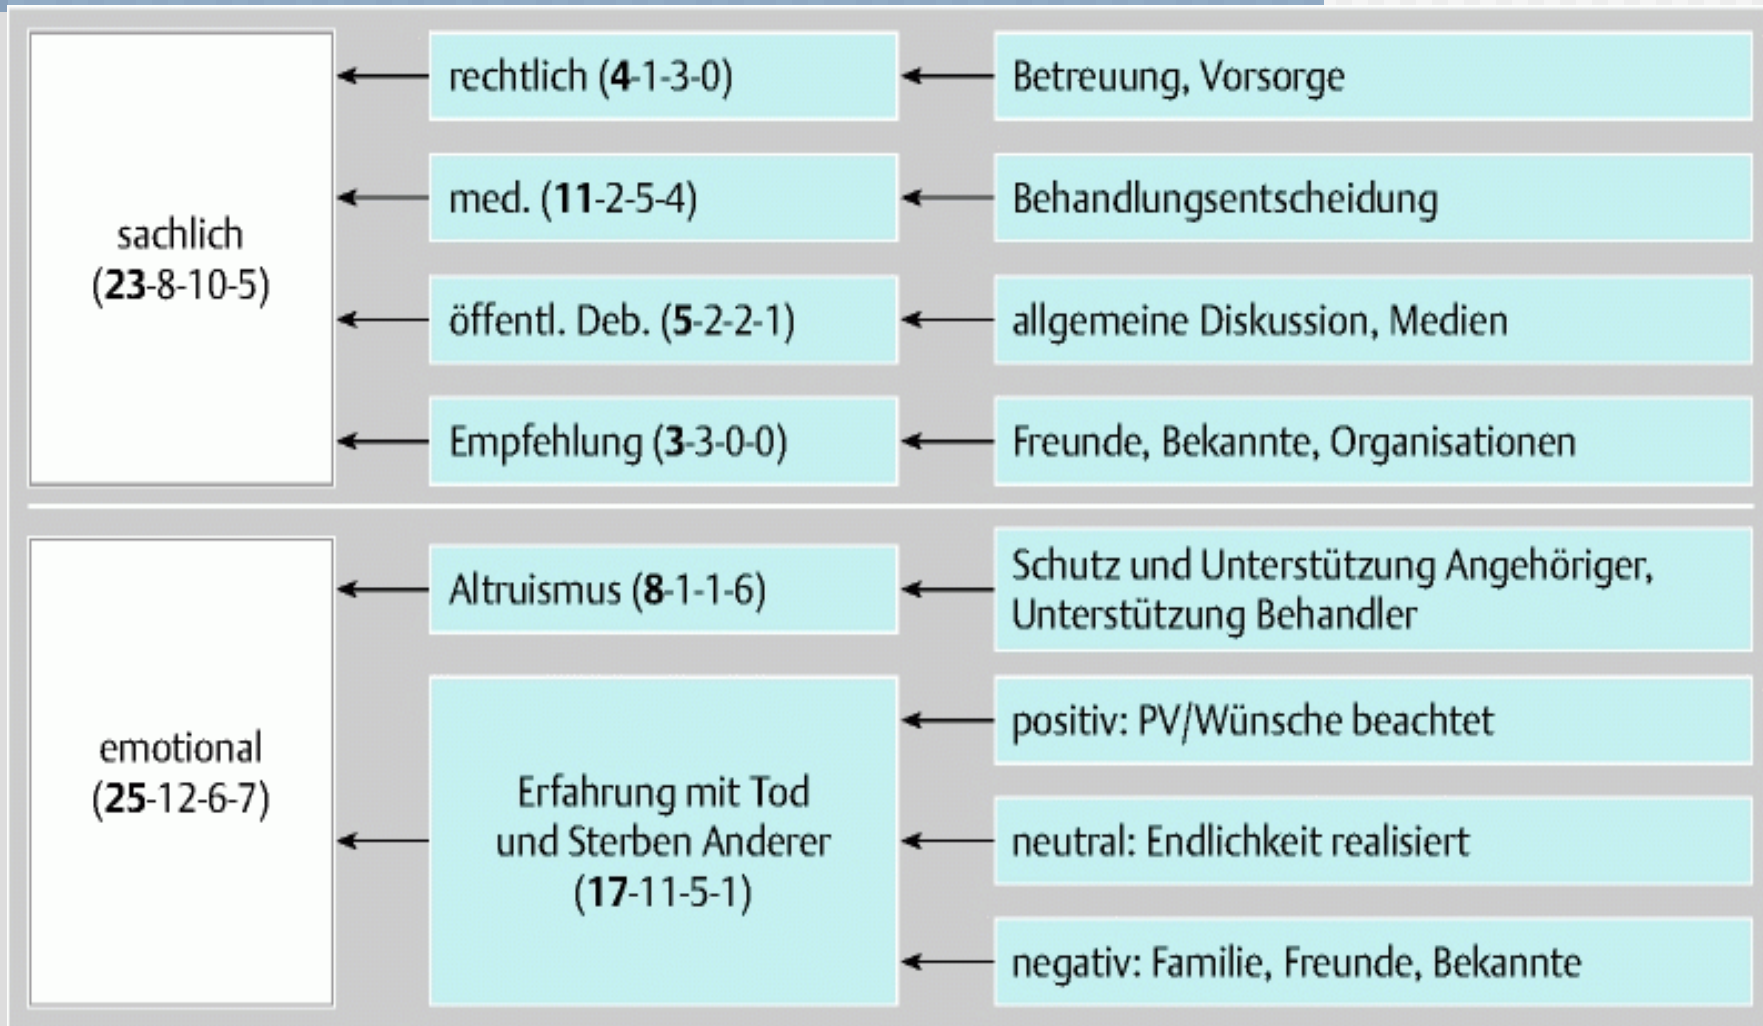 sachlich
(23-8-10-5)
rechtlich (4-1-3-0)
Betreuung, Vorsorge
med. (11-2-5-4)
Behandlungsentscheidung
öffentl. Deb. (5-2-2-1)
allgemeine Diskussion, Medien
Empfehlung (3-3-0-0)
Freunde, Bekannte, Organisationen
emotional
(25-12-6-7)
Altruismus (8-1-1-6)
Schutz und Unterstützung Angehöriger,
Unterstützung Behandler
Erfahrung mit Tod
und Sterben Anderer
(17-11-5-1)
positiv: PV/Wünsche beachtet
neutral: Endlichkeit realisiert
negativ: Familie, Freunde, Bekannte